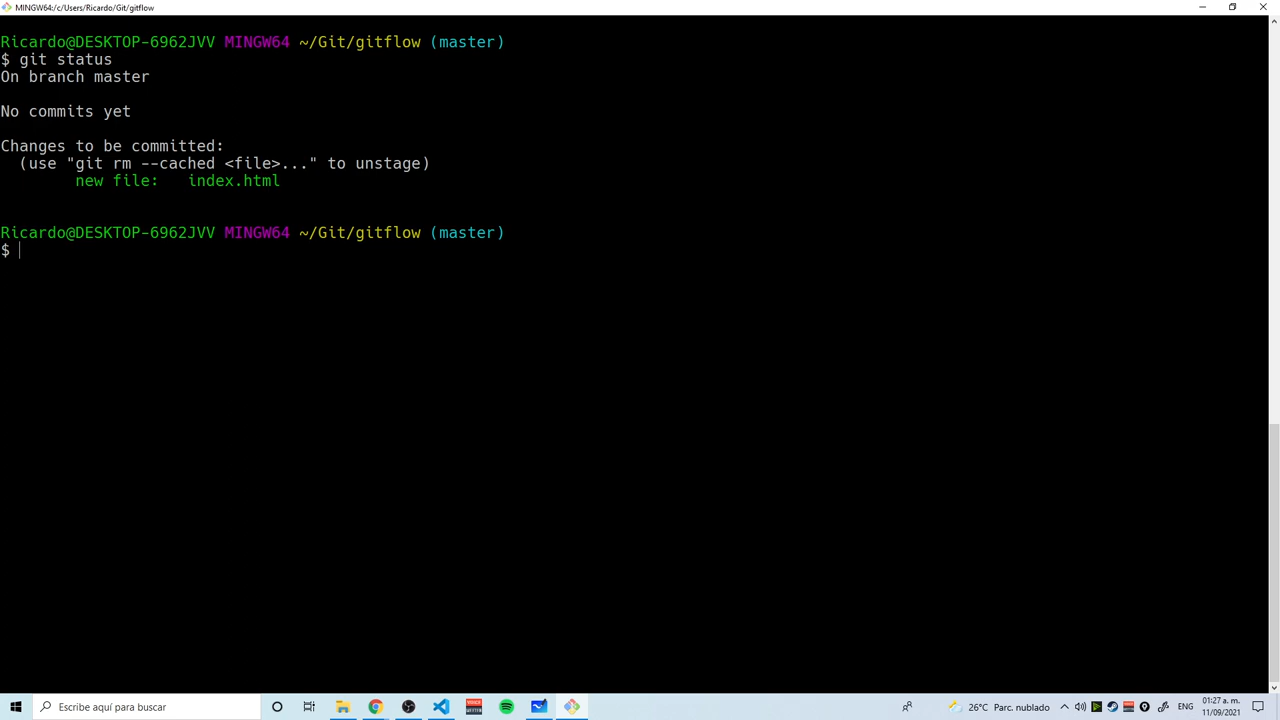 MINGW64:/c/Users/Ricardo/Git/gitflow
Ricardo@DESKTOP-6962JVV MINGW64 ~/Git/gitflow (master)
$ git status
On branch master
No commits yet
Changes to be committed:
(use "git rm --cached <file>..." to unstage)
new file: index.html
Ricardo@DESKTOP-6962JVV MINGW64 ~/Git/gitflow (master)
$
Escribe aquí para buscar
26°C Parc. nublado
ENG
01:27 a. m.
11/09/2021